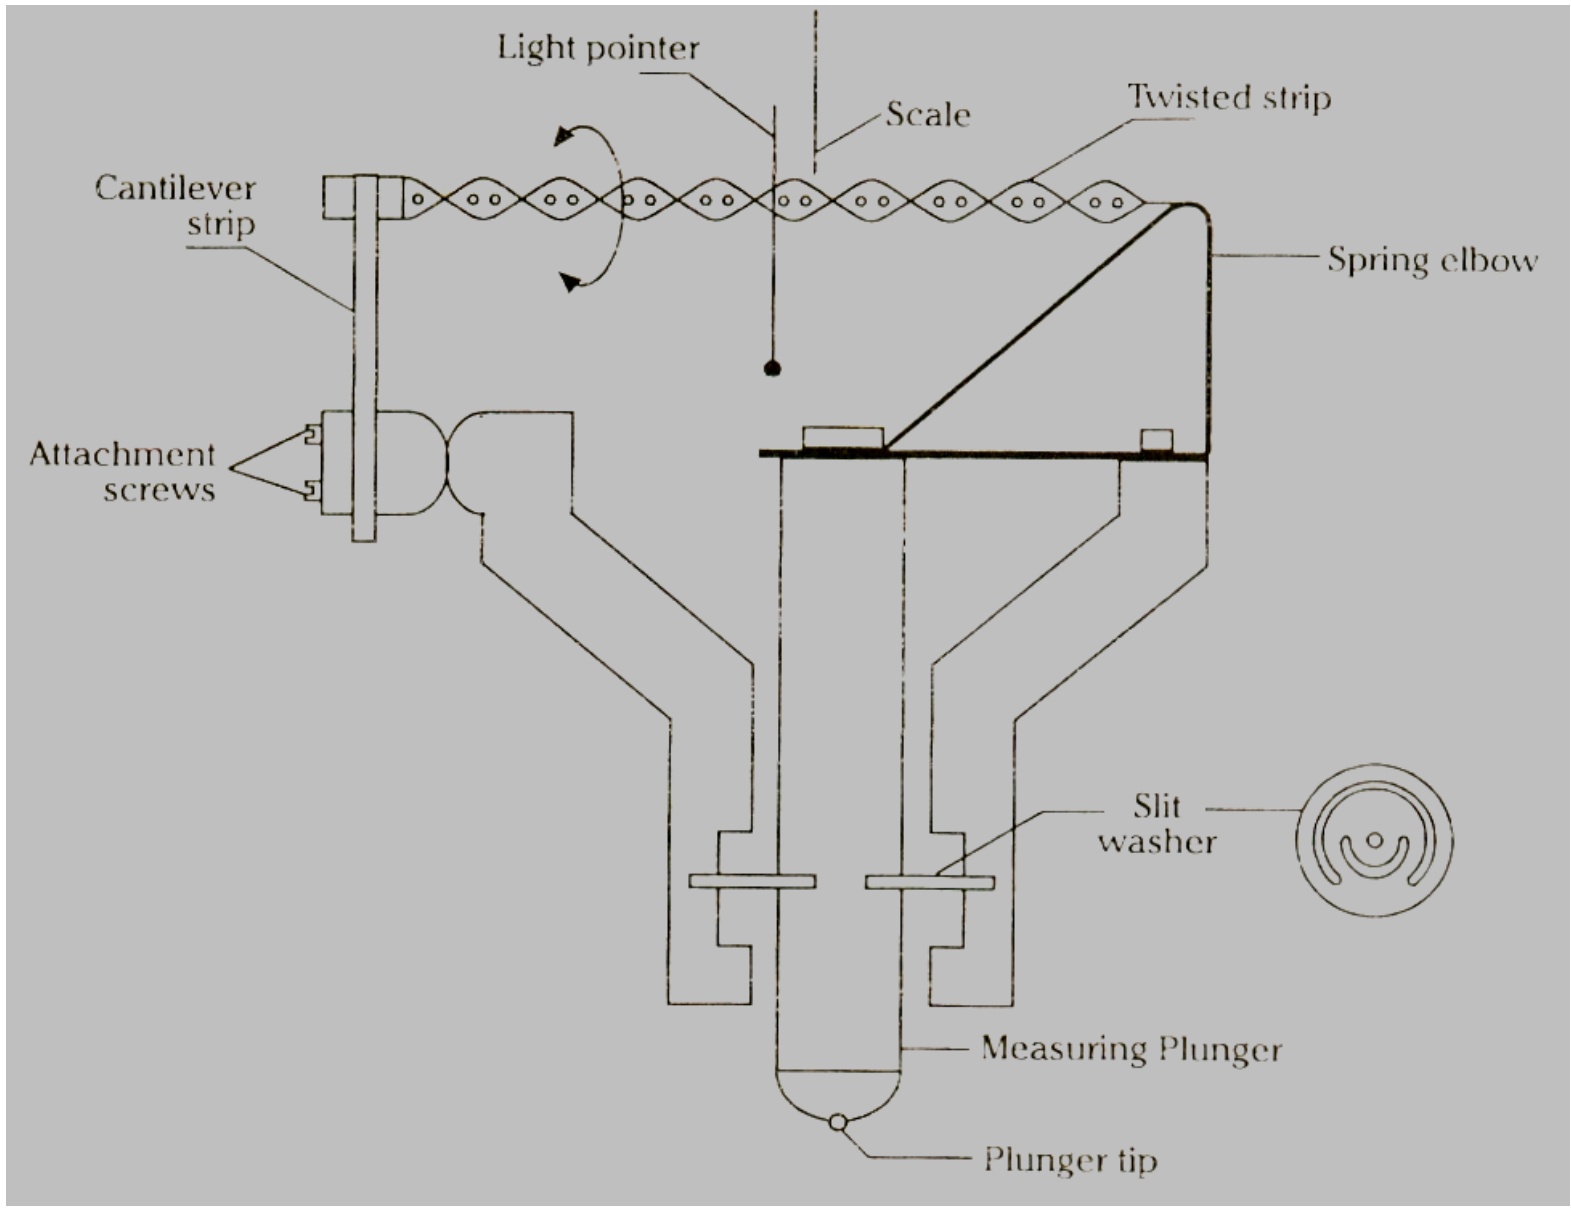 Light pointer
Scale
Twisted strip
Cantilever
strip
Spring elbow
Attachment
screws
Slit
washer
Measuring Plunger
Plunger tip